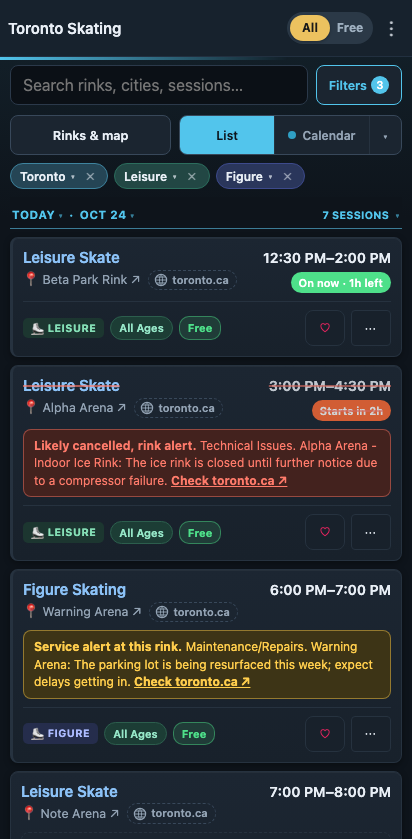 Toronto Skating
All Free
Search rinks, cities, sessions...
Filters 3
Rinks & map
List
Calendar
Toronto
Leisure
Figure
TODAY · OCT 24
7 SESSIONS
Leisure Skate
12:30 PM–2:00 PM
Beta Park Rink ↗
toronto.ca
On now · 1h left
LEISURE
All Ages
Free
Leisure Skate
3:00 PM–4:30 PM
Alpha Arena ↗
toronto.ca
Starts in 2h
Likely cancelled, rink alert. Technical Issues. Alpha Arena -
Indoor Ice Rink: The ice rink is closed until further notice due
to a compressor failure. Check toronto.ca ↗
LEISURE
All Ages
Free
Figure Skating
6:00 PM–7:00 PM
Warning Arena ↗
toronto.ca
Service alert at this rink. Maintenance/Repairs. Warning
Arena: The parking lot is being resurfaced this week; expect
delays getting in. Check toronto.ca ↗
FIGURE
All Ages
Free
Leisure Skate
7:00 PM–8:00 PM
Note Arena ↗
toronto.ca